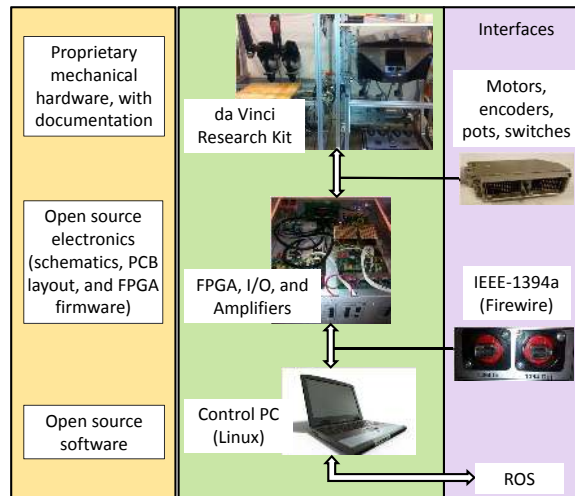 Proprietary
mechanical
hardware, with
documentation
Open source
electronics
(schematics, PCB
layout, and FPGA
firmware)
Open source
software
da Vinci
Research Kit
FPGA, I/O, and
Amplifiers
Control PC
(Linux)
Interfaces
Motors,
encoders,
pots, switches
IEEE-1394a
(Firewire)
ROS